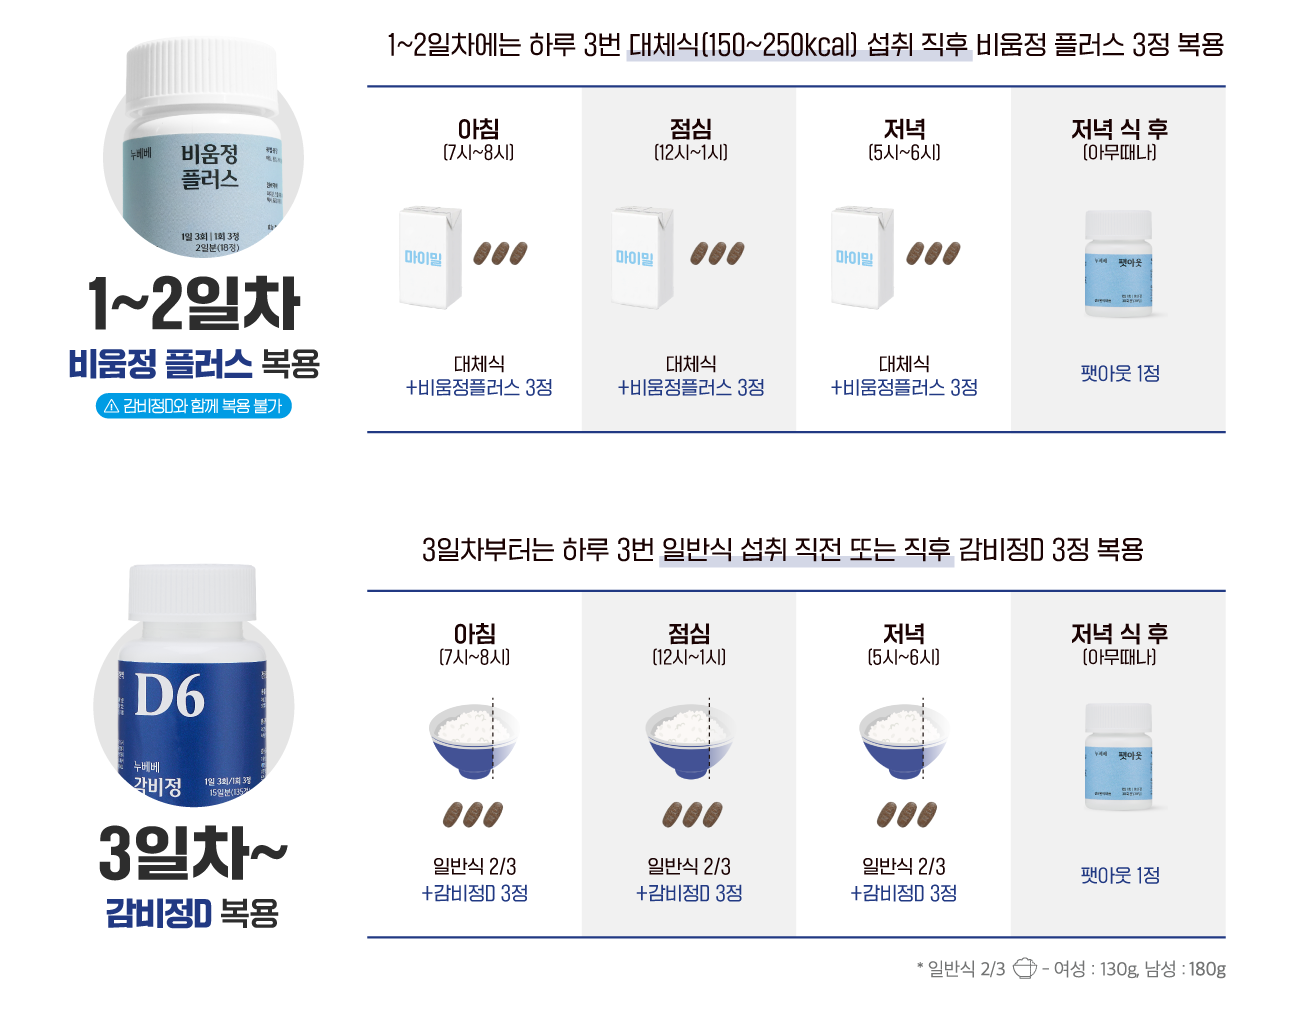 1~2일차에는 하루 3번 대체식(150~250kcal) 섭취 직후 비움정 플러스 3정 복용
누베베
비움정
플러스
1일 3회 | 1회 3정
2일분(18정)
1~2일차
비움정 플러스 복용
감비정D와 함께 복용 불가
아침
(7시~8시)
마이밀
대체식
+비움정플러스 3정
점심
(12시~1시)
마이밀
대체식
+비움정플러스 3정
저녁
(5시~6시)
마이밀
대체식
+비움정플러스 3정
저녁 식 후
(아무때나)
누베베 팻아웃
팻아웃 1정
3일차부터는 하루 3번 일반식 섭취 직전 또는 직후 감비정D 3정 복용
D6
누베베
감비정
1일 3회/1회 3정
15일분(135정
3일차~
감비정D 복용
아침
(7시~8시)
일반식 2/3
+감비정D 3정
점심
(12시~1시)
일반식 2/3
+감비정D 3정
저녁
(5시~6시)
일반식 2/3
+감비정D 3정
저녁 식 후
(아무때나)
누베베 팻아웃
팻아웃 1정
* 일반식 2/3 - 여성 : 130g, 남성 : 180g